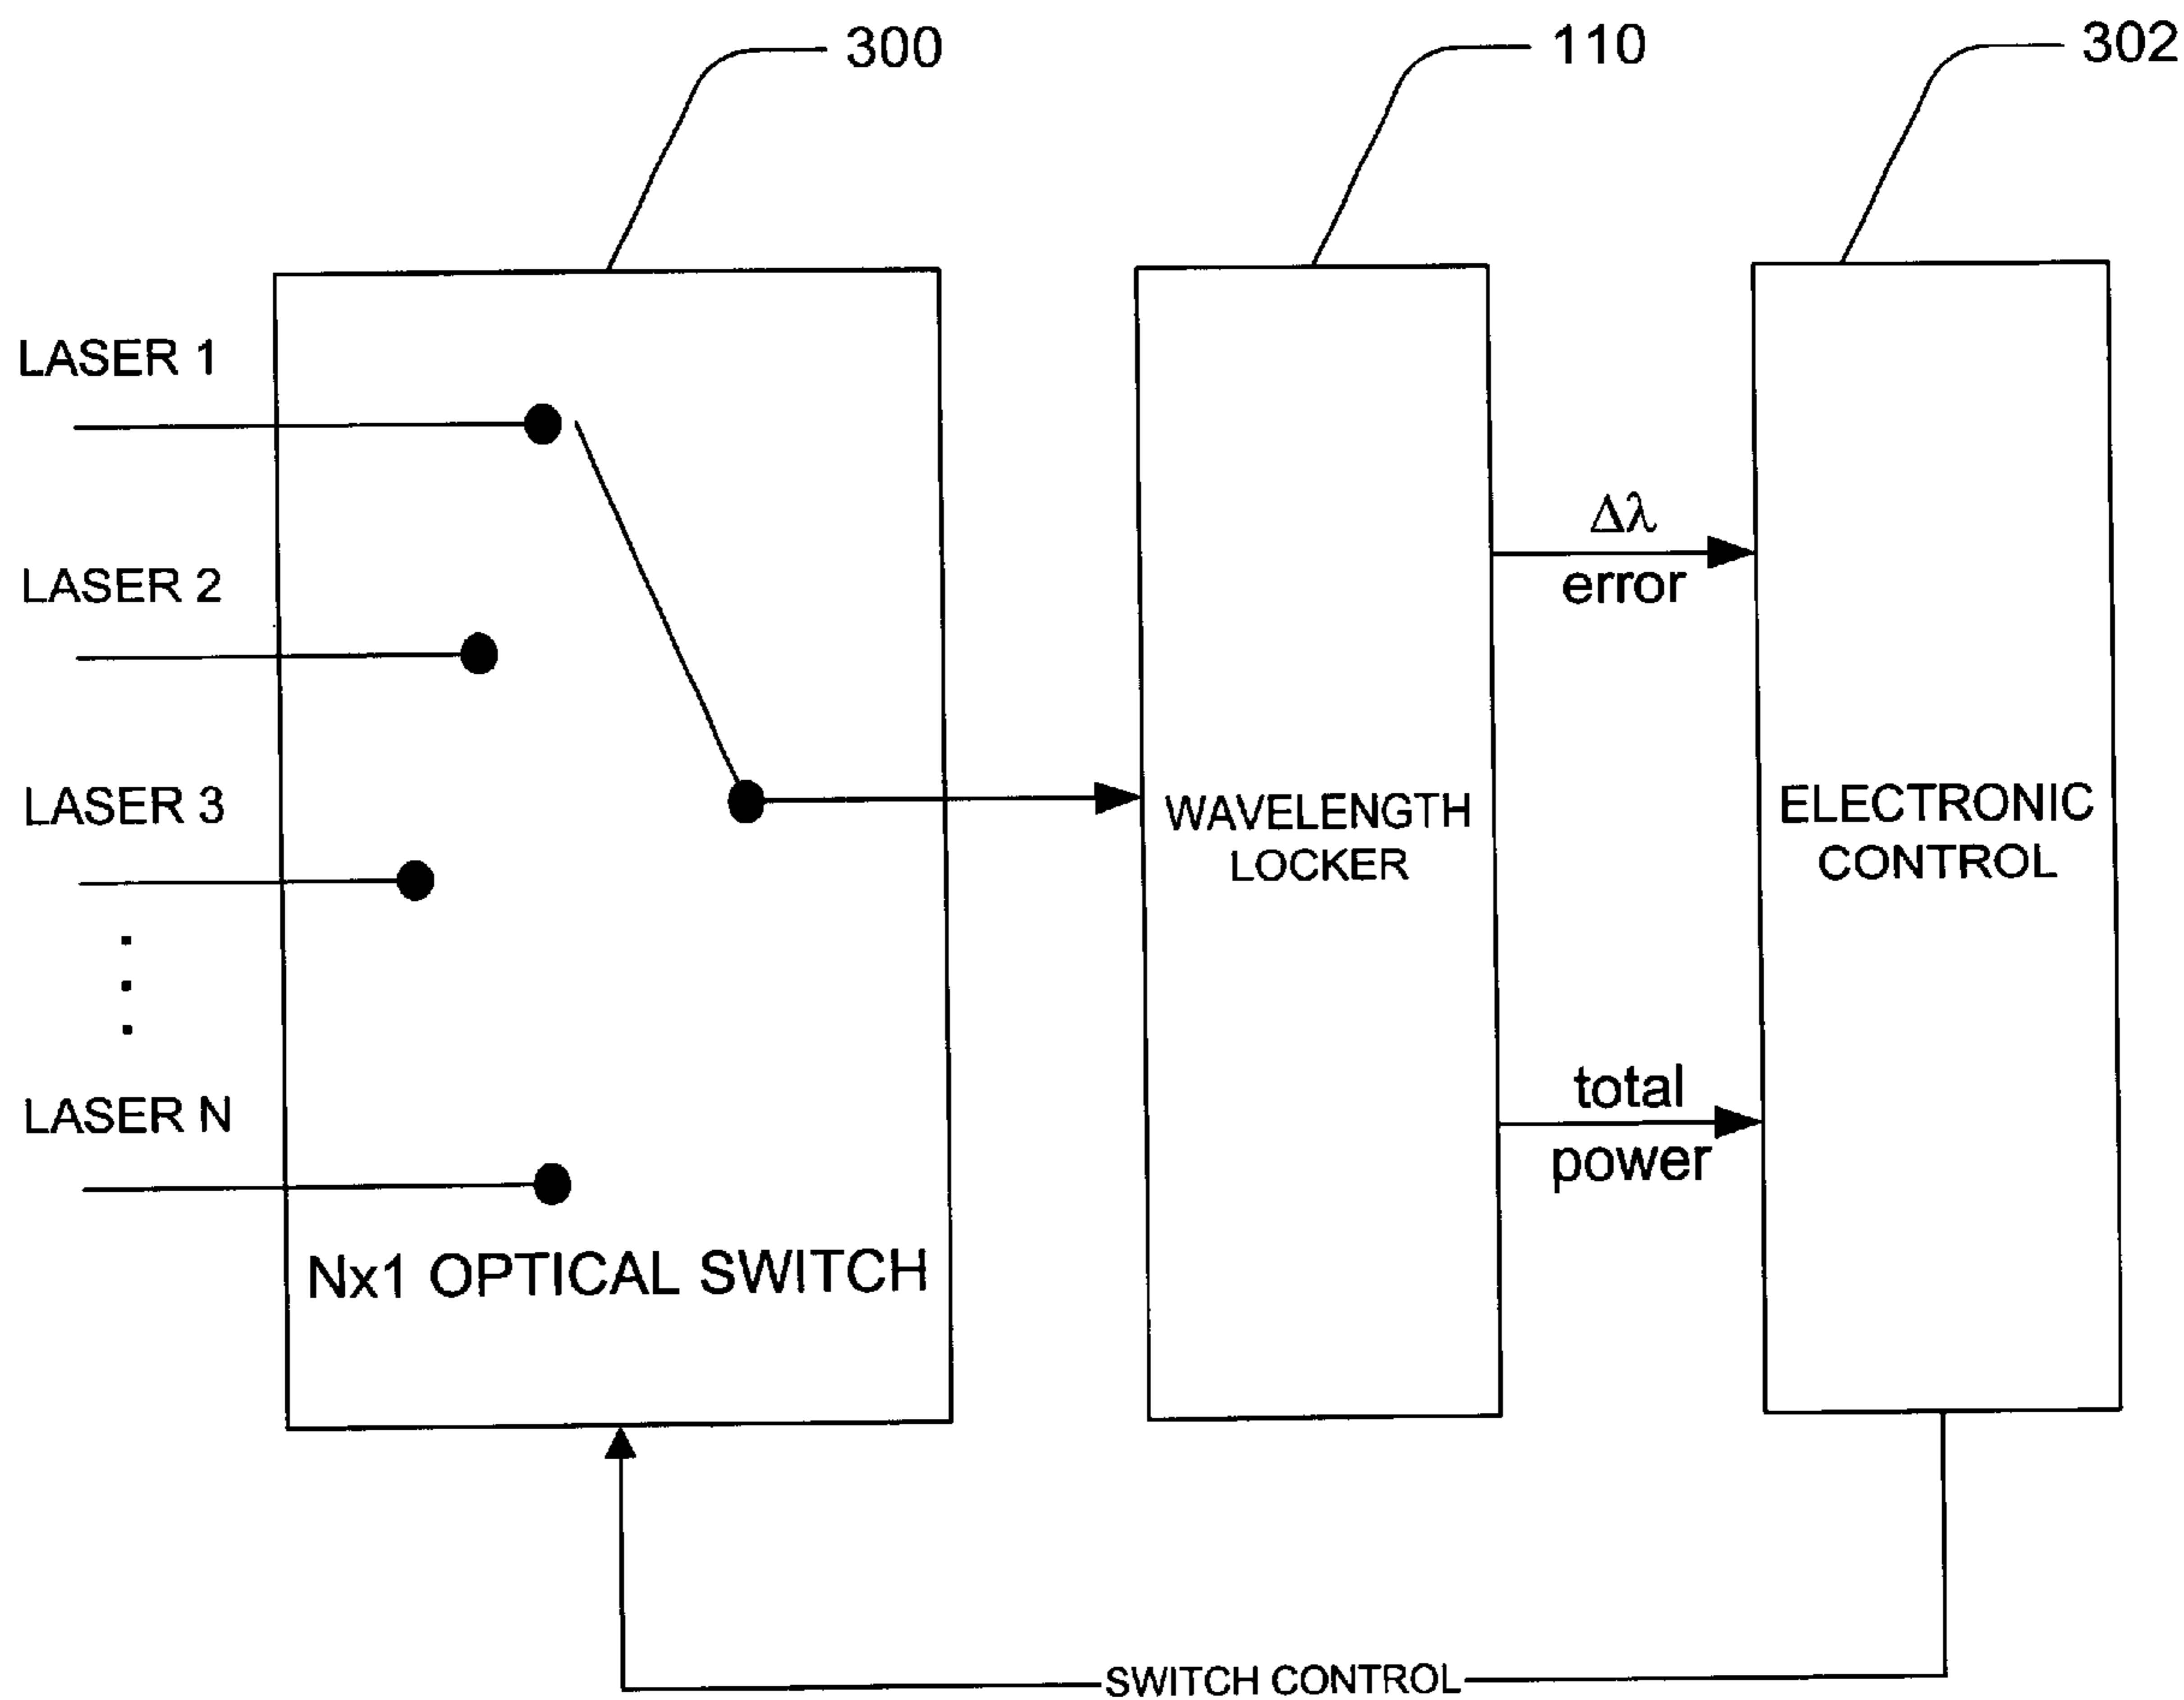 300
110
302
LASER 1
LASER 2
LASER 3
LASER N
Nx1 OPTICAL SWITCH
WAVELENGTH
LOCKER
Δλ
error
total
power
ELECTRONIC
CONTROL
SWITCH CONTROL